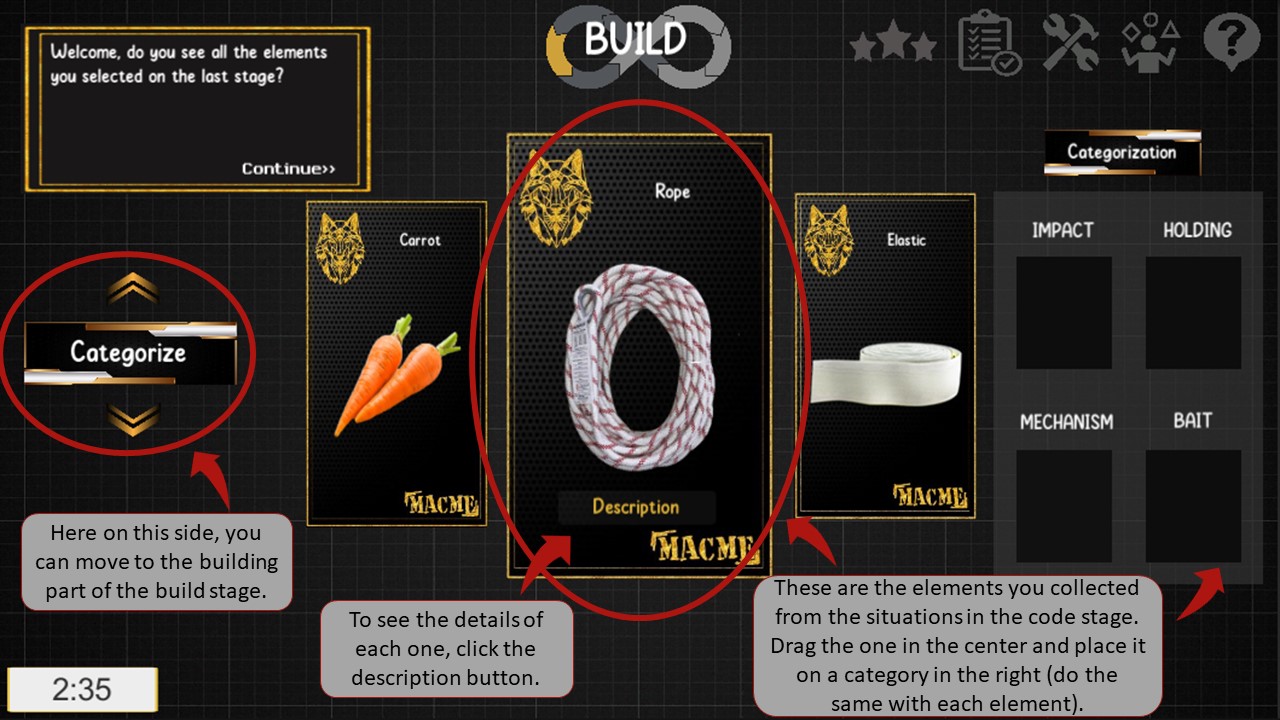 Welcome, do you see all the elements
you selected on the last stage?
Continue>>
BUILD
Categorization
Categorize
Carrot
MACME
Rope
Description
MACME
Elastic
MACME
IMPACT
HOLDING
MECHANISM
BAIT
Here on this side, you
can move to the building
part of the build stage.
To see the details of
each one, click the
description button.
These are the elements you collected
from the situations in the code stage.
Drag the one in the center and place it
on a category in the right (do the
same with each element).
2:35